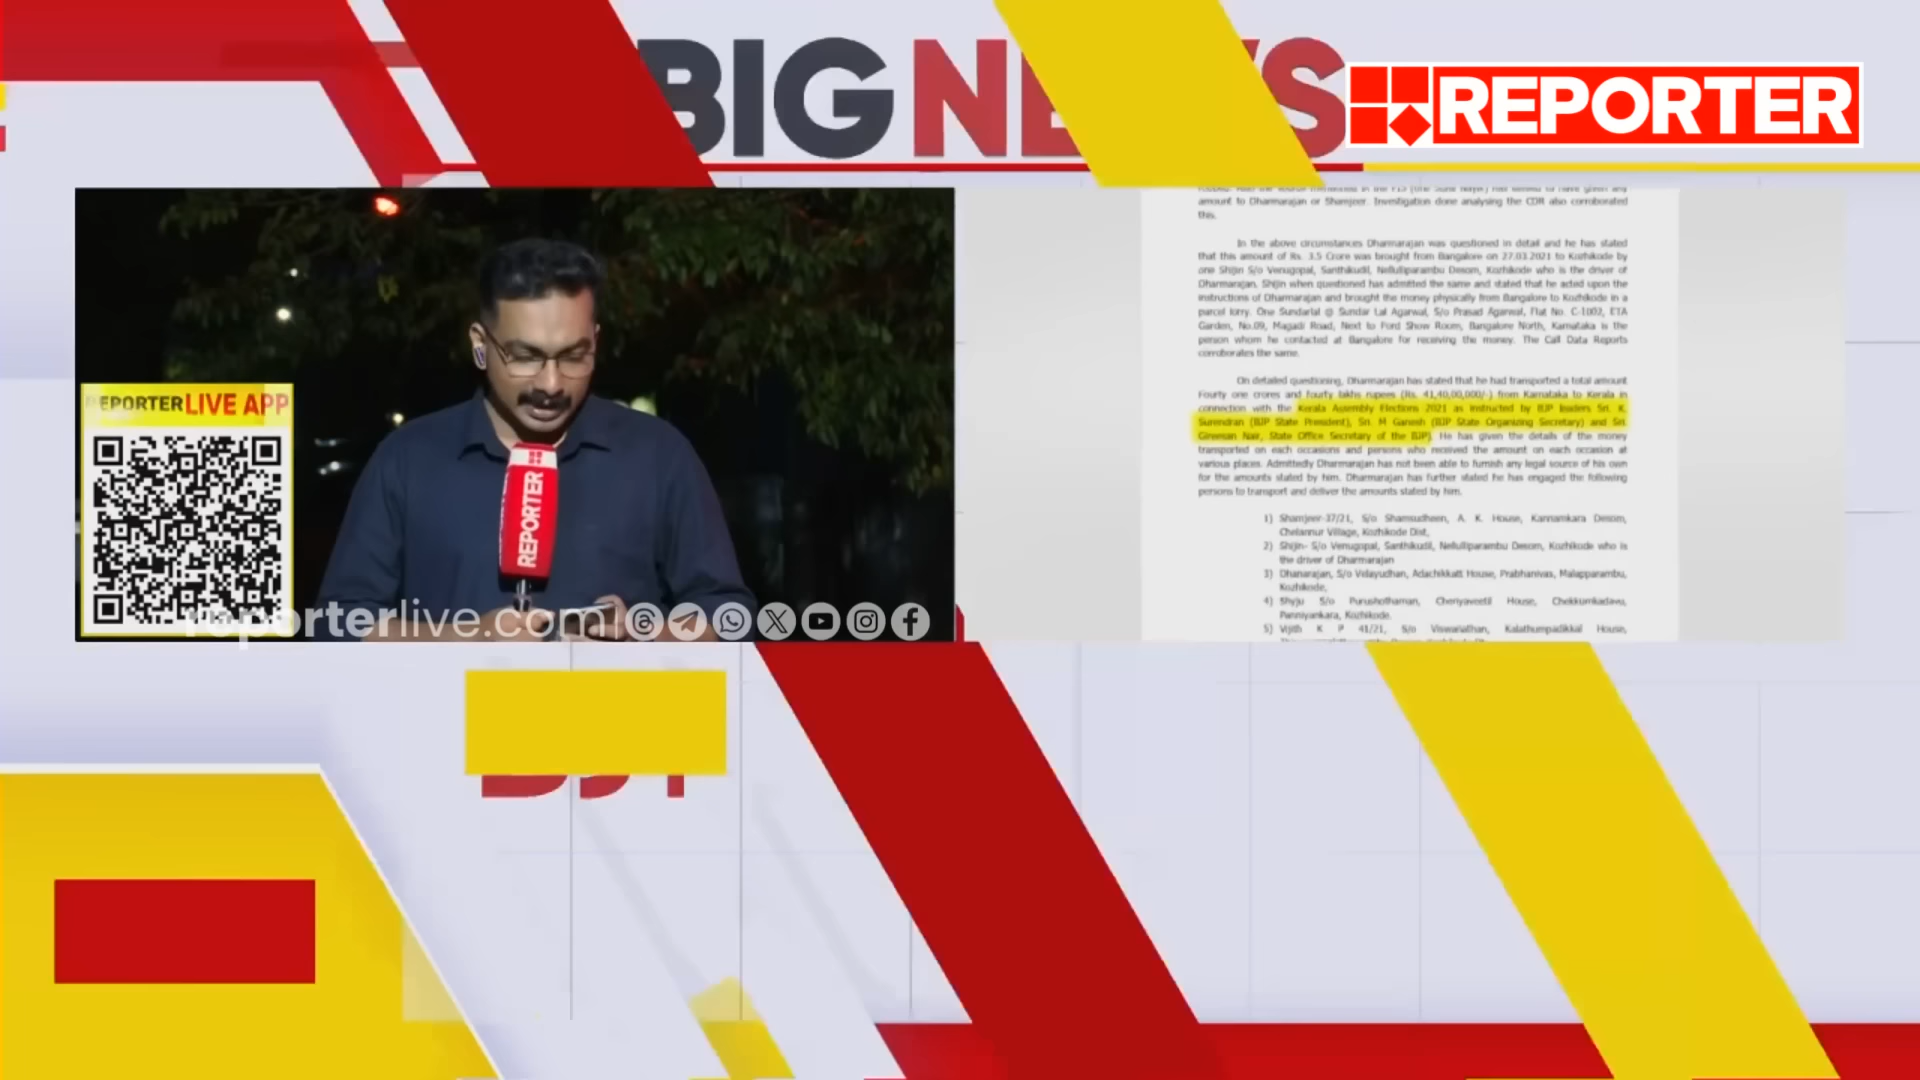 BIGNEWS
REPORTER
amount to Dharmarajan or Shamjeer. Investigation done analysing the CDR also corroborated
this.
In the above circumstances Dharmarajan was questioned in detail and he has stated
that this amount of Rs. 3.5 Crore was brought from Bangalore on 27.03.2021 to Kozhikode by
one Shijin S/o Venugopal, Santhikudil, Nellulliparambu Desom, Kozhikode who is the driver of
Dharmarajan. Shijin when questioned has admitted the same and stated that he acted upon the
instructions of Dharmarajan and brought the money physically from Bangalore to Kozhikode in a
parcel lorry. One Sundarlal @ Sundar Lal Agarwal, S/o Prasad Agarwal, Flat No. C-1002, ETA
Garden, No.09, Magadi Road, Next to Ford Show Room, Bangalore North, Karnataka is the
person whom he contacted at Bangalore for receiving the money. The Call Data Reports
corroborates the same.
On detailed questioning, Dharmarajan has stated that he had transported a total amount
Fourty one crores and fourty lakhs rupees (Rs. 41,40,00,000/-) from Karnataka to Kerala in
connection with the Kerala Assembly Elections 2021 as instructed by BJP leaders Sri. K.
Surendran (BJP State President), Sri. M Ganesh (BJP State Organizing Secretary) and Sri.
Gireesan Nair, State Office Secretary of the BJP). He has given the details of the money
transported on each occasions and persons who received the amount on each occasion at
various places. Admittedly Dharmarajan has not been able to furnish any legal source of his own
for the amounts stated by him. Dharmarajan has further stated he has engaged the following
persons to transport and deliver the amounts stated by him.
1) Shamjeer-37/21, S/o Shamsudheen, A. K. House, Kannamkara Desom,
Chelannur Village, Kozhikode Dist,
2) Shijin- S/o Venugopal, Santhikudil, Nellulliparambu Desom, Kozhikode who is
the driver of Dharmarajan
3) Dhanarajan, S/o Vidayudhan, Adachikkatt House, Prabhanivas, Malapparambu,
Kozhikode,
4) Shyju S/o Purushothaman, Cheriyaveetil House, Chekkumkadavu,
Panniyankara, Kozhikode.
5) Vijith K P 41/21, S/o Viswanathan, Kalathumpadikkal House,
REPORTER LIVE APP
REPORTER
reporterlive.com